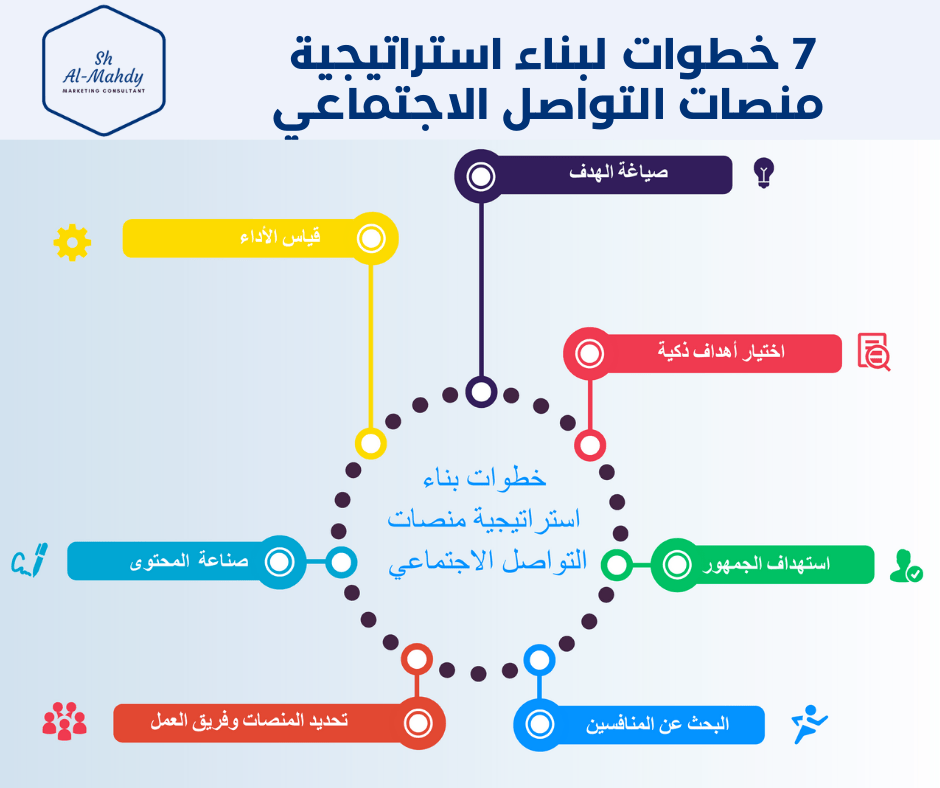 Sh
Al-Mahdy
MARKETING CONSULTANT
7 خطوات لبناء استراتيجية
منصات التواصل الاجتماعي
صياغة الهدف
اختيار أهداف ذكية
استهداف الجمهور
البحث عن المنافسين
تحديد المنصات وفريق العمل
صناعة المحتوى
قياس الأداء
خطوات بناء
استراتيجية منصات
التواصل الاجتماعي